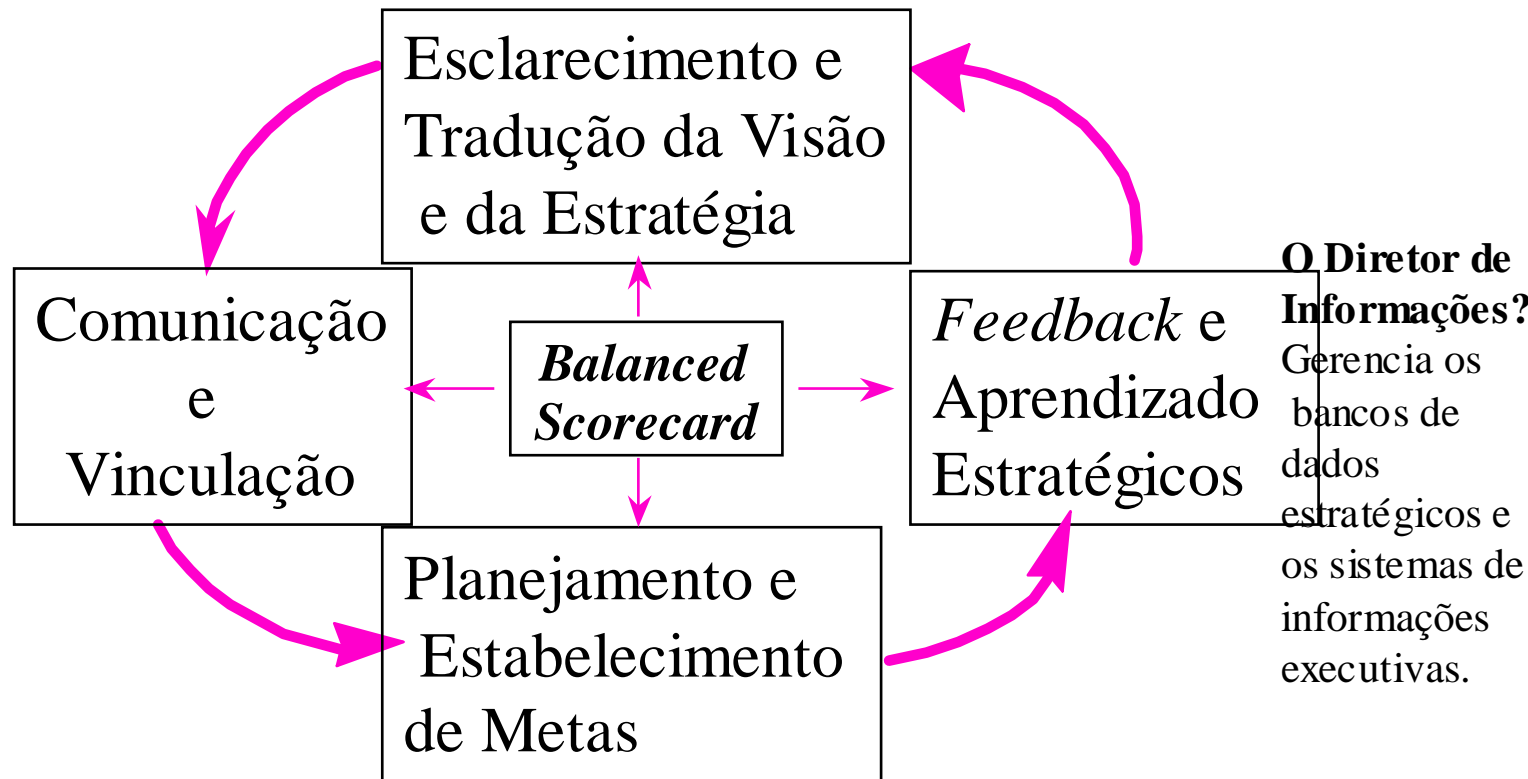 Esclarecimento e
Tradução da Visão
e da Estratégia
Comunicação
e
Vinculação
Balanced
Scorecard
Feedback e
Aprendizado
Estratégicos
O Diretor de
Informações?
Gerencia os
bancos de
dados
estratégicos e
os sistemas de
informações
executivas.
Planejamento e
Estabelecimento
de Metas